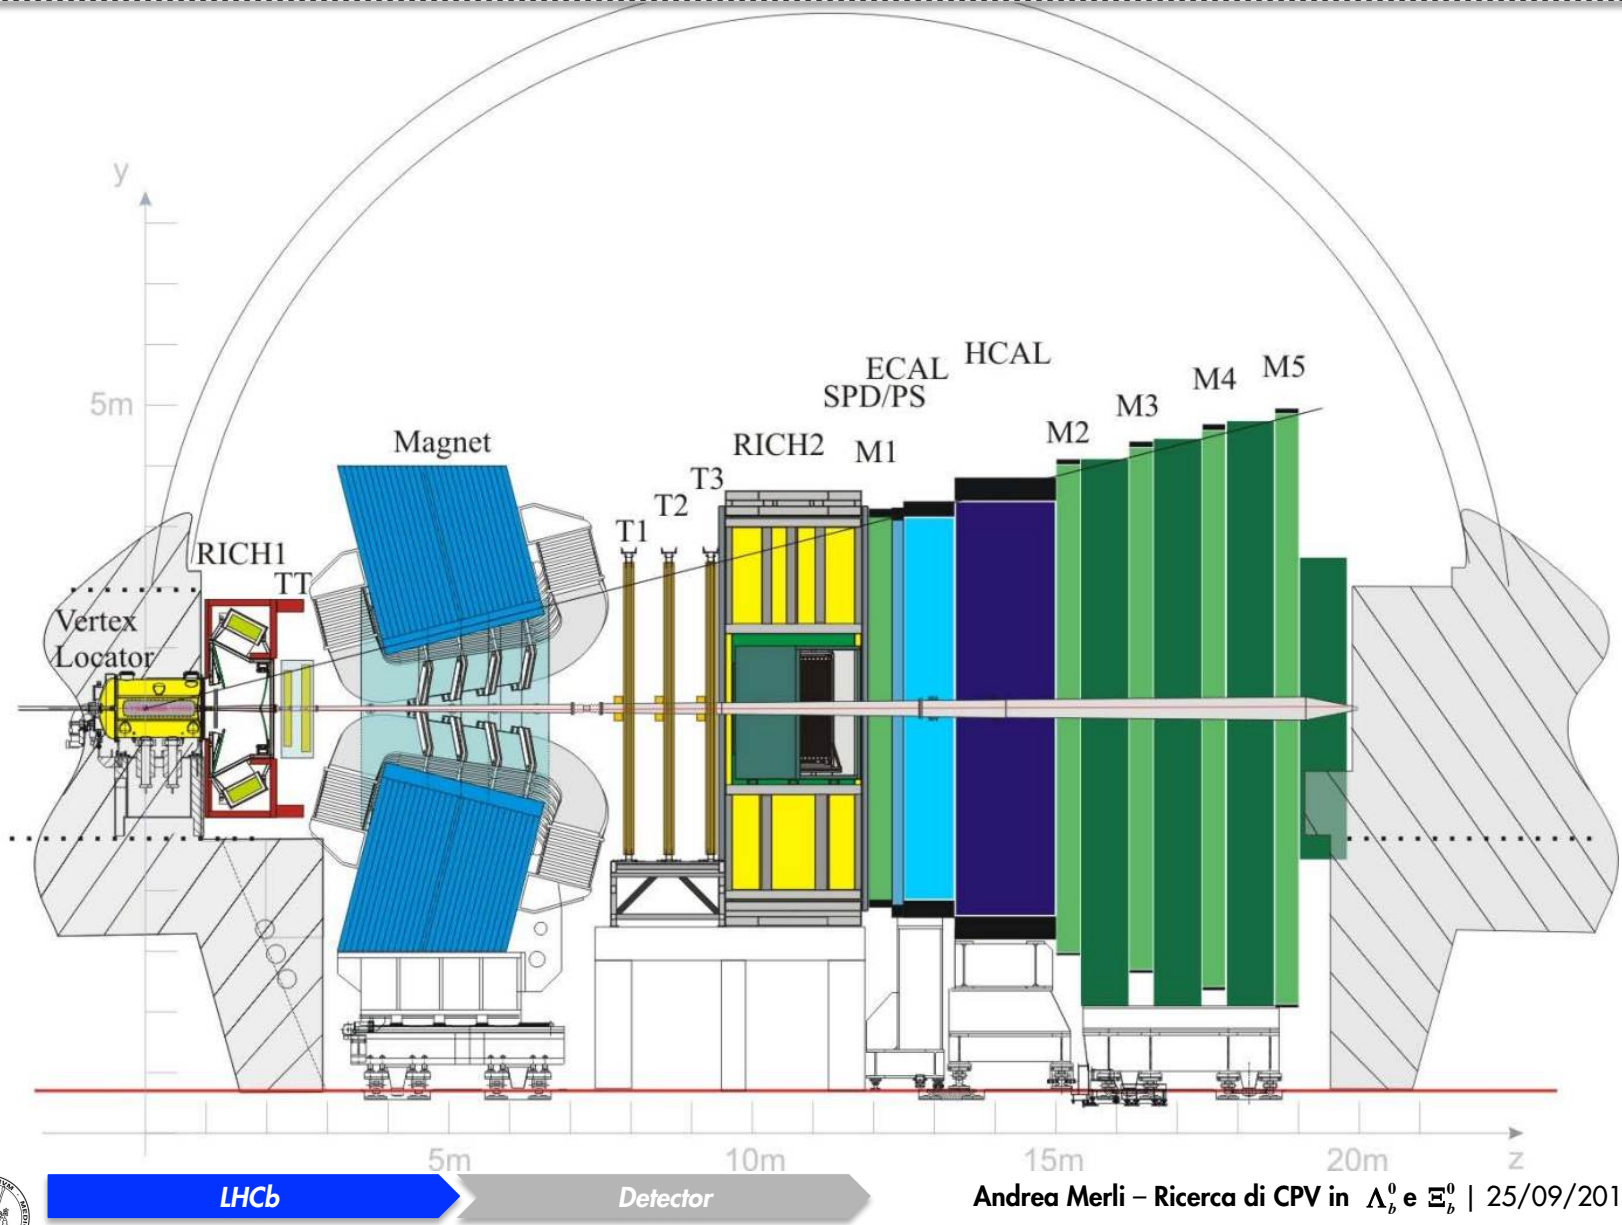 y
HCAL
ECAL
M5
M4
SPD/PS
5m
M3
M2
Magnet
RICH2
M1
T3
T2
T1
RICH1
TT
Vertex
Locator
5m
10m
15m
20m
z
LHCb
Detector
Andrea Merli – Ricerca di CPV in Λ⁰b e Ξ⁰b | 25/09/201